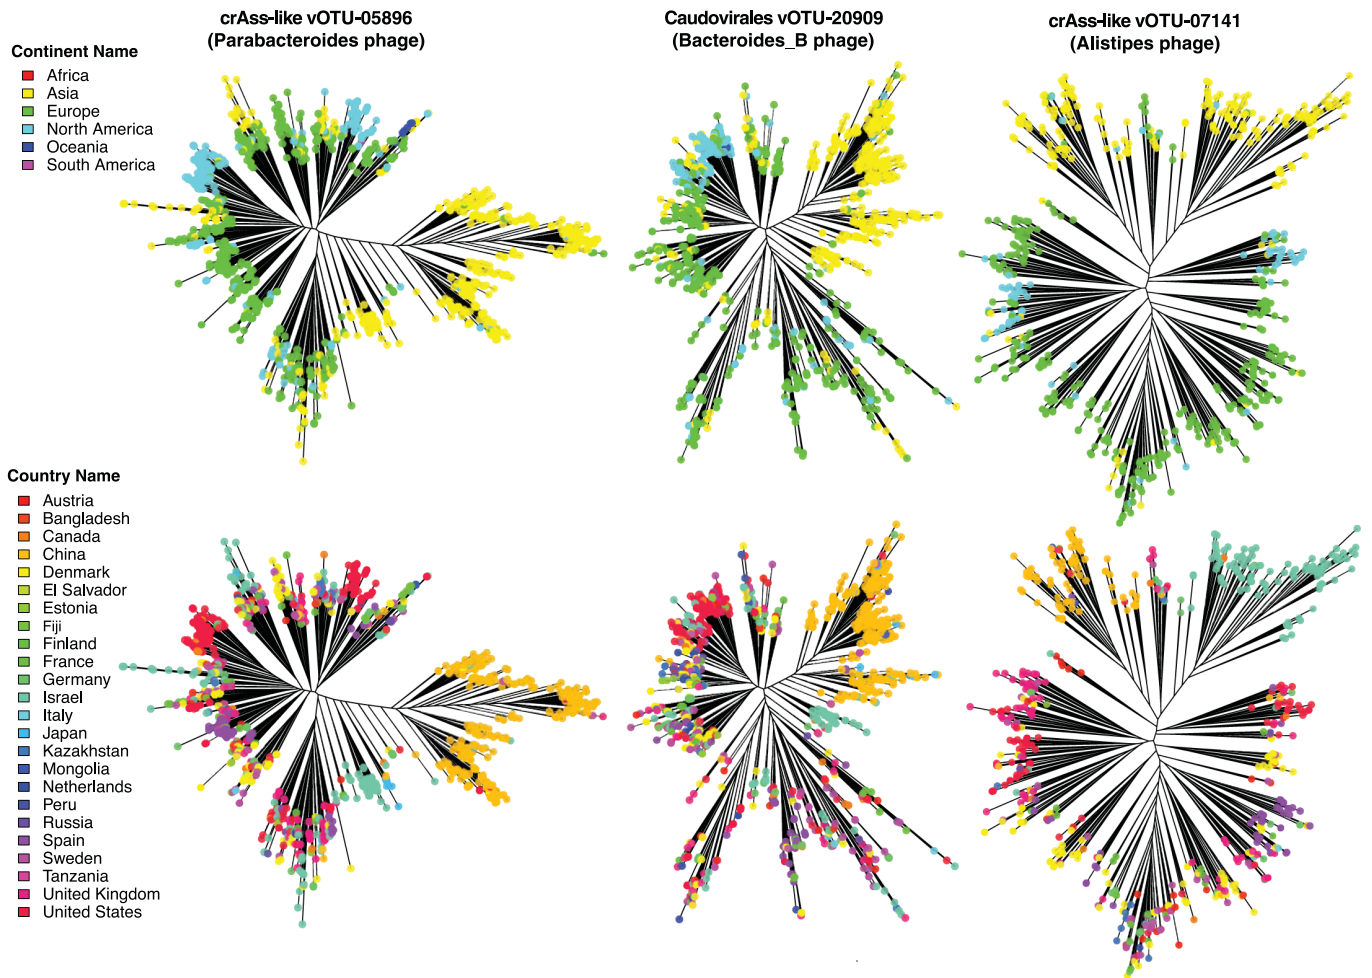 crAss-like vOTU-05896
(Parabacteroides phage)
Caudovirales vOTU-20909
(Bacteroides_B phage)
crAss-like vOTU-07141
(Alistipes phage)
Continent Name
Africa
Asia
Europe
North America
Oceania
South America
Country Name
Austria
Bangladesh
Canada
China
Denmark
El Salvador
Estonia
Fiji
Finland
France
Germany
Israel
Italy
Japan
Kazakhstan
Mongolia
Netherlands
Peru
Russia
Spain
Sweden
Tanzania
United Kingdom
United States